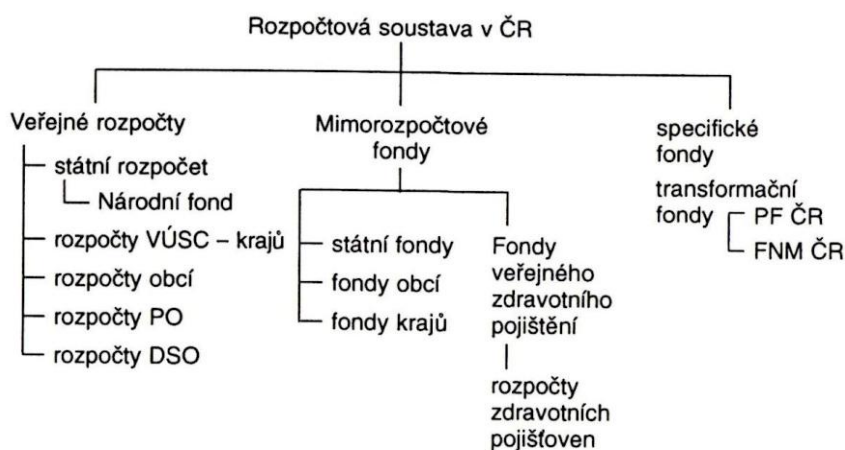 Rozpočtová soustava v ČR
Veřejné rozpočty
státní rozpočet
Národní fond
rozpočty VÚSC – krajů
rozpočty obcí
rozpočty PO
rozpočty DSO
Mimorozpočtové
fondy
státní fondy
fondy obcí
fondy krajů
Fondy
veřejného
zdravotního
pojištění
rozpočty
zdravotních
pojišťoven
specifické
fondy
transformační
fondy
PF ČR
FNM ČR